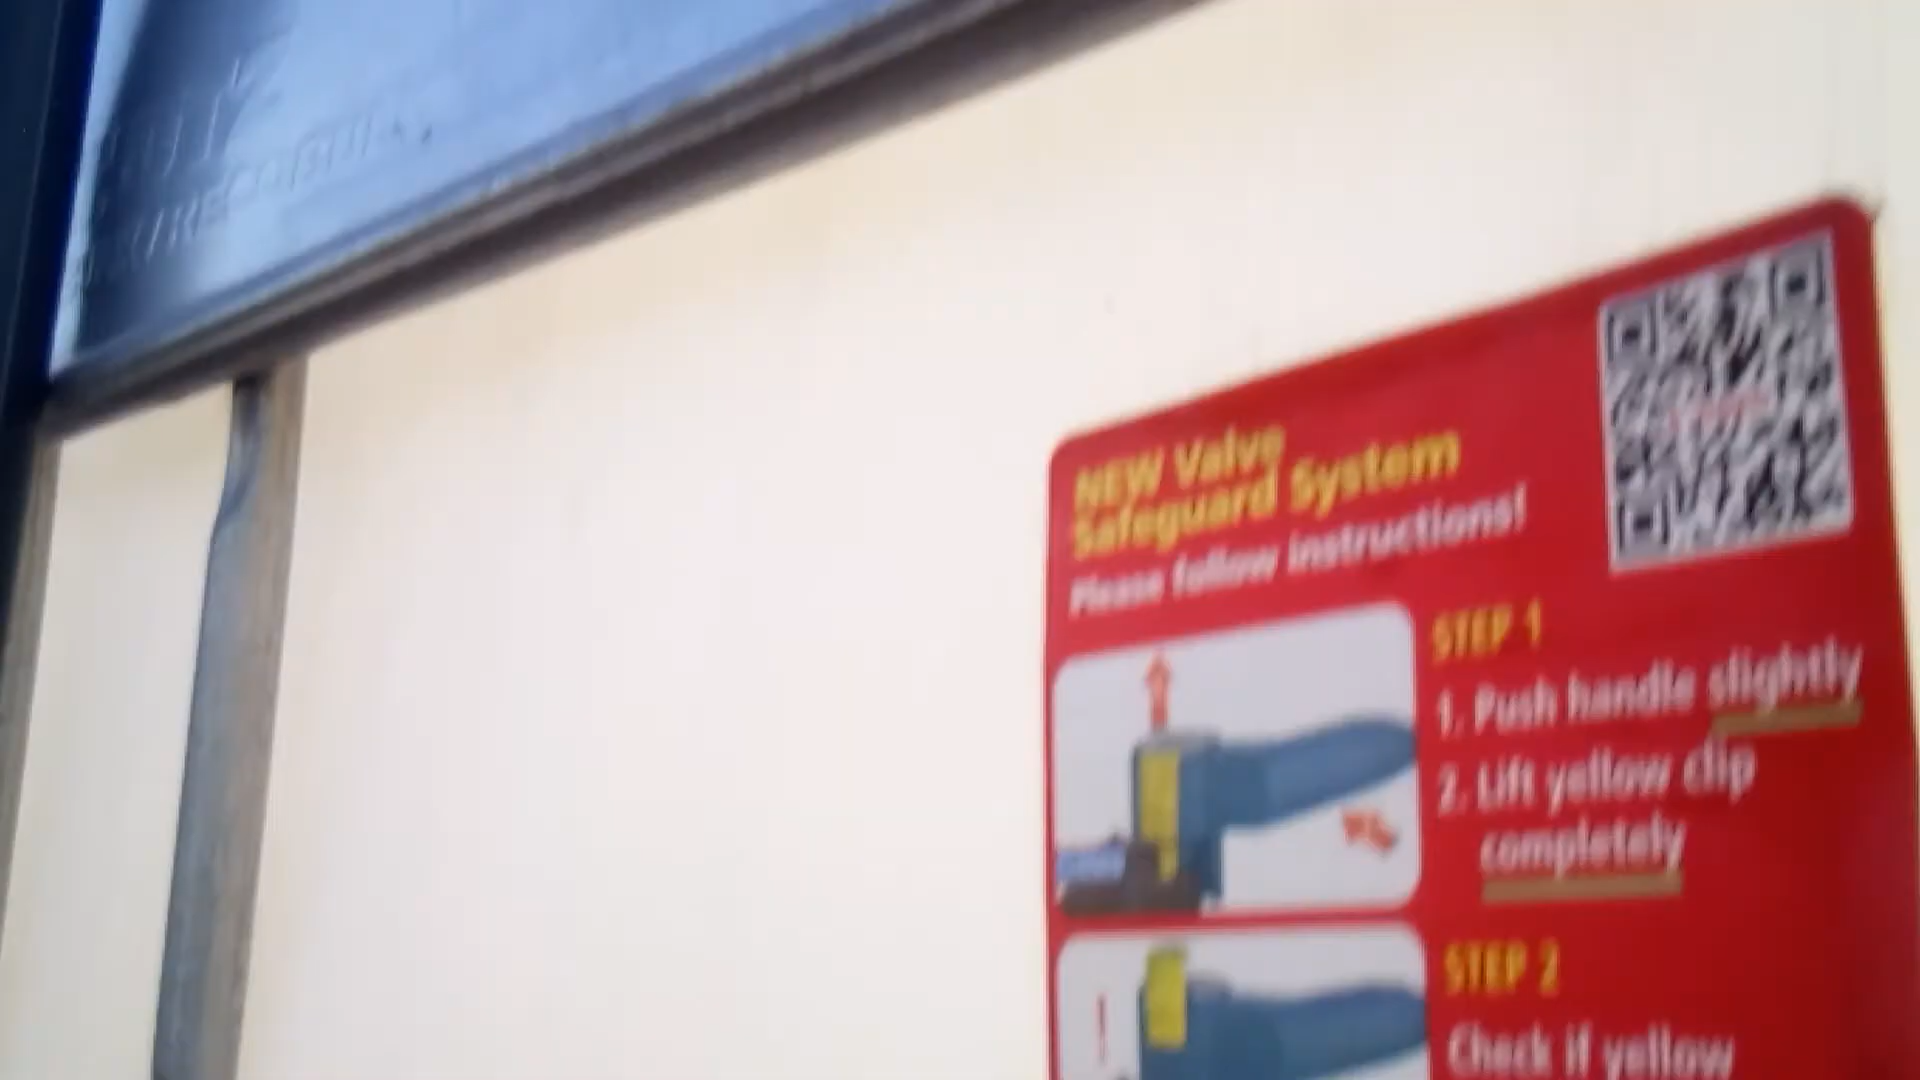 NEW Valve
Safeguard System
Please follow instructions!
STEP 1
1. Push handle slightly
2. Lift yellow clip
completely
STEP 2
Check if yellow